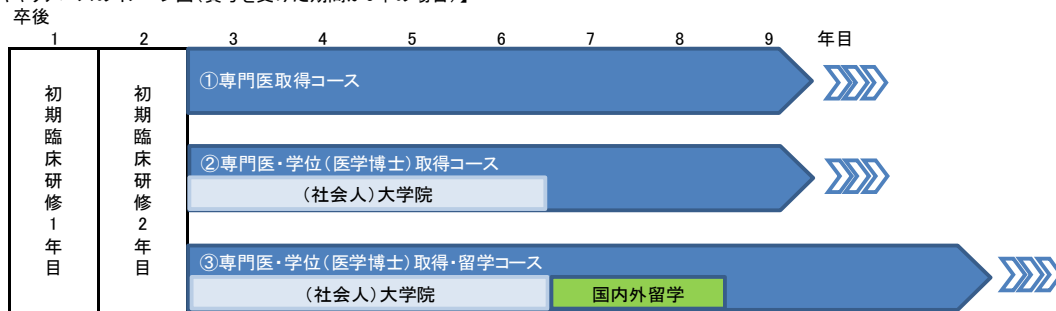 卒後
1 2 3 4 5 6 7 8 9 年目
初期臨床研修1年目
初期臨床研修2年目
①専門医取得コース
②専門医・学位(医学博士)取得コース
(社会人)大学院
③専門医・学位(医学博士)取得・留学コース
(社会人)大学院 国内外留学